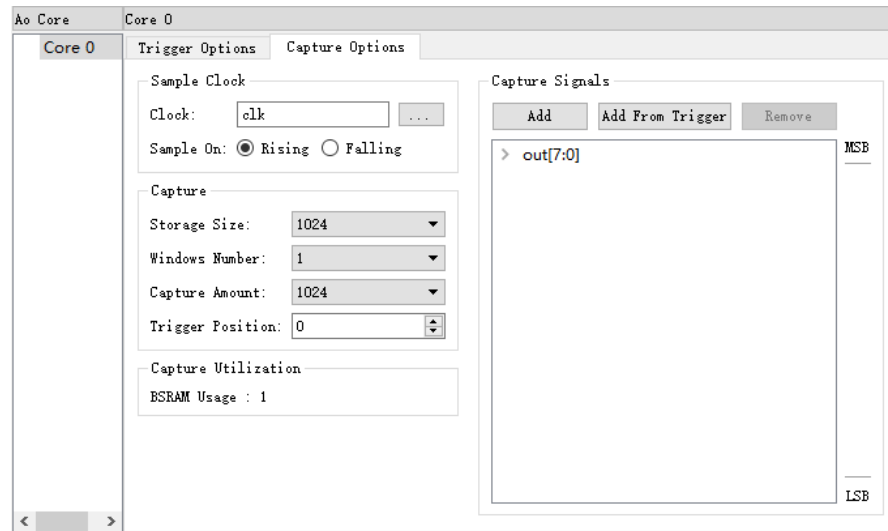 Ao Core
Core 0
Core 0
Trigger Options
Capture Options
Sample Clock
Clock: clk ...
Sample On: Rising Falling
Capture
Storage Size: 1024
Windows Number: 1
Capture Amount: 1024
Trigger Position: 0
Capture Utilization
BSRAM Usage : 1
Capture Signals
Add Add From Trigger Remove
out[7:0]
MSB
LSB